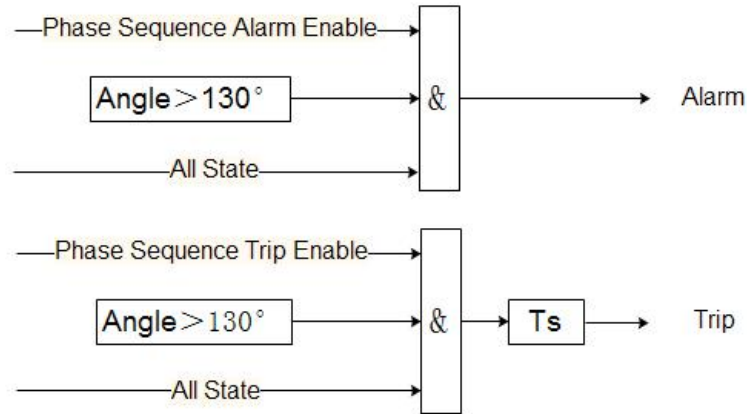 Phase Sequence Alarm Enable
Angle＞130°
&
Alarm
All State
Phase Sequence Trip Enable
Angle＞130°
&
Ts
Trip
All State